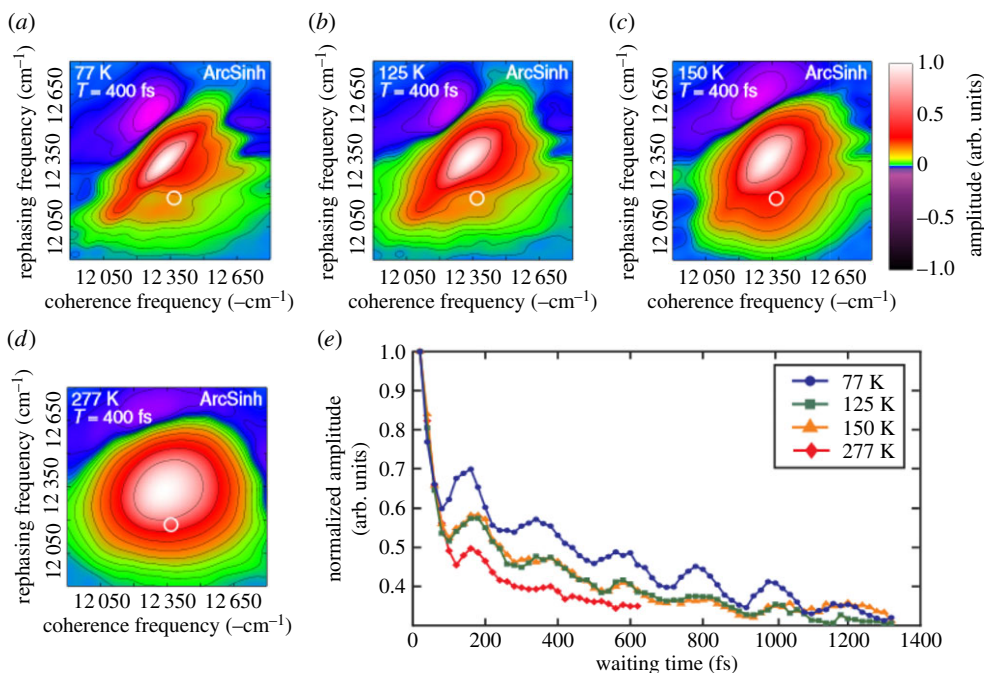 (a)
77 K
ArcSinh
T = 400 fs
rephasing frequency (cm–1)
12 650
12 350
12 050
12 050 12 350 12 650
coherence frequency (–cm–1)
(b)
125 K
ArcSinh
T = 400 fs
rephasing frequency (cm–1)
12 650
12 350
12 050
12 050 12 350 12 650
coherence frequency (–cm–1)
(c)
150 K
ArcSinh
T = 400 fs
rephasing frequency (cm–1)
12 650
12 350
12 050
12 050 12 350 12 650
coherence frequency (–cm–1)
1.0
0.5
0
–0.5
–1.0
amplitude (arb. units)
(d)
277 K
ArcSinh
T = 400 fs
rephasing frequency (cm–1)
12 650
12 350
12 050
12 050 12 350 12 650
coherence frequency (–cm–1)
(e)
normalized amplitude
(arb. units)
1.0
0.9
0.8
0.7
0.6
0.5
0.4
77 K
125 K
150 K
277 K
0 200 400 600 800 1000 1200 1400
waiting time (fs)